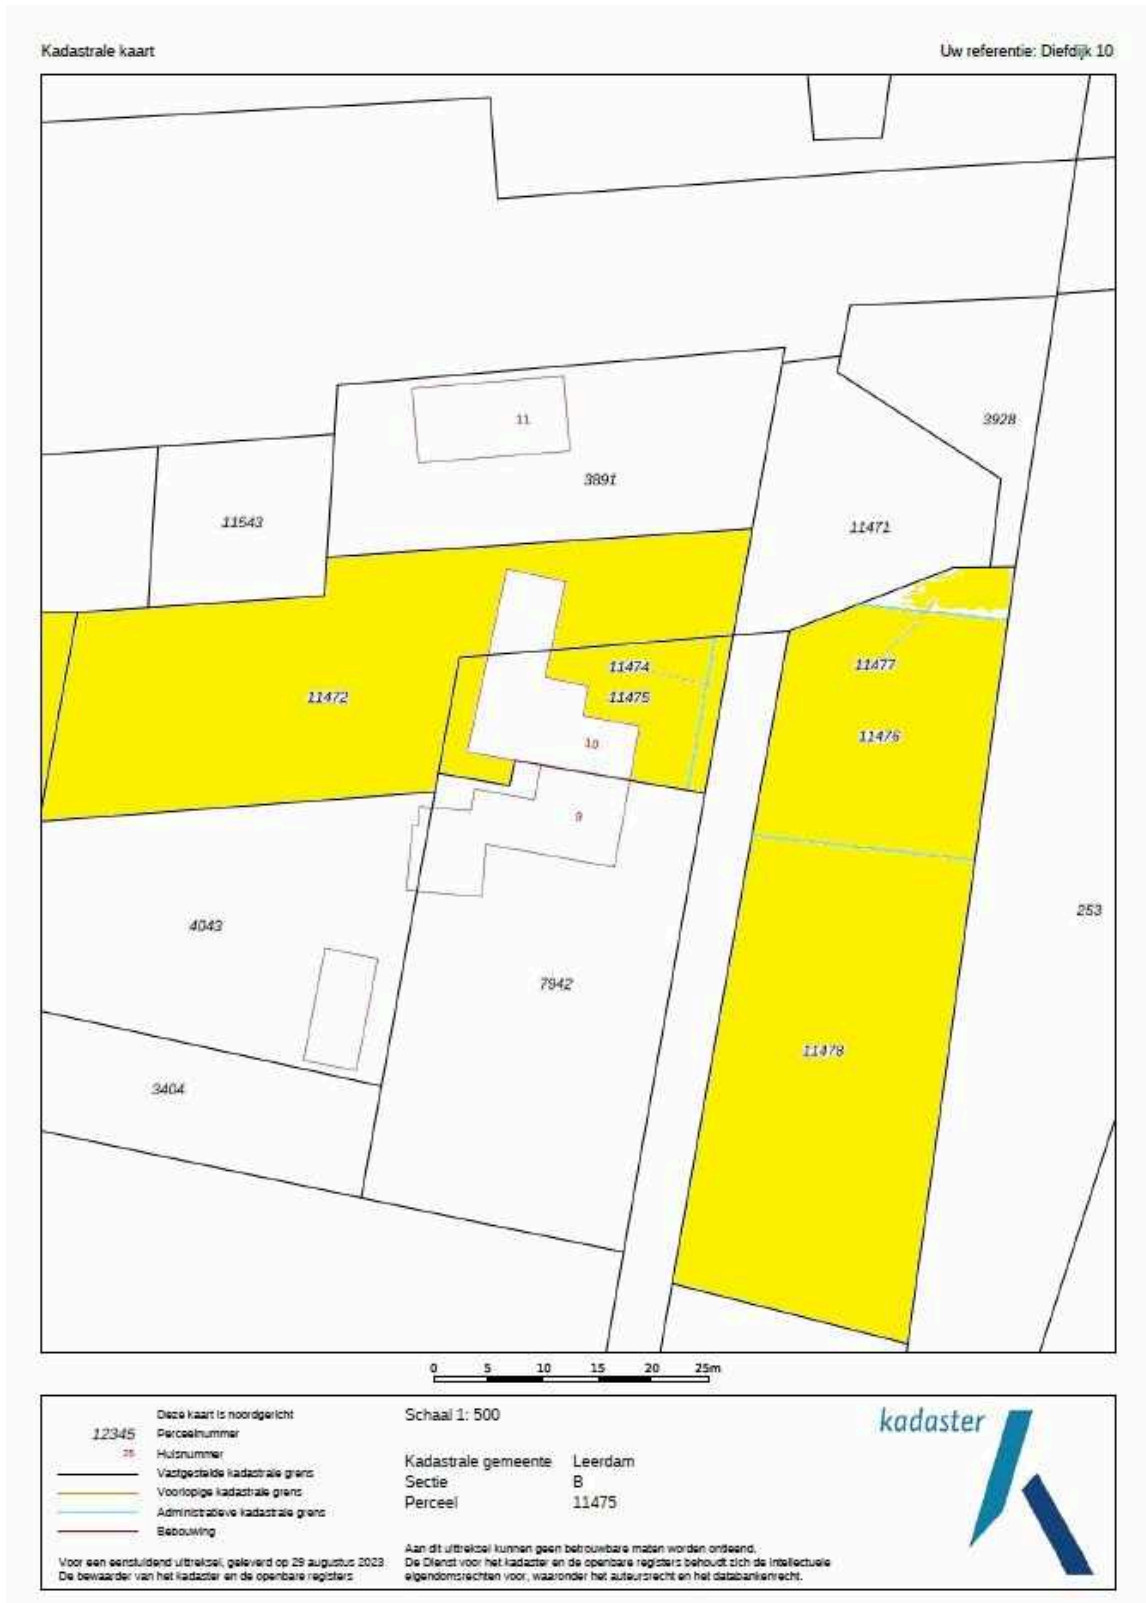 Kadastrale kaart
Uw referentie: Diefdijk 10
11
3928
3891
11543
11471
11474
11477
11472
11475
11476
10
9
253
4043
7942
11478
3404
0 5 10 15 20 25m
Deze kaart is noordgericht
12345 Perceelnummer
25 Huisnummer
Vastgestelde kadastrale grens
Voorlopige kadastrale grens
Administratieve kadastrale grens
Bebouwing
Voor een eensluidend uittreksel, geleverd op 29 augustus 2023
De bewaarder van het kadaster en de openbare registers
Schaal 1: 500
Kadastrale gemeente Leerdam
Sectie B
Perceel 11475
Aan dit uittreksel kunnen geen betrouwbare maten worden ontleend.
De Dienst voor het kadaster en de openbare registers behoudt zich de intellectuele
eigendomsrechten voor, waaronder het auteursrecht en het databankenrecht.
kadaster